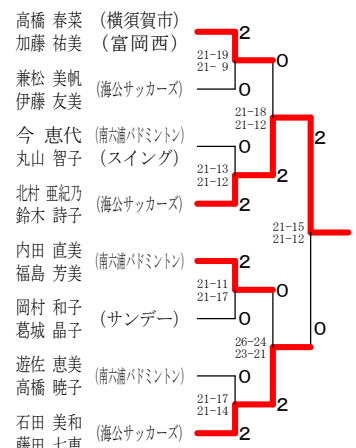 高橋 春菜 (横須賀市)
加藤 祐美 (富岡西)
2
21-19
21- 9
0
兼松 美帆
伊藤 友美
(海公サッカーズ)
0
21-18
21-12
2
今 恵代 (南六浦バドミントン)
丸山 智子 (スイング)
0
21-13
21-12
2
北村 亜紀乃
鈴木 詩子
(海公サッカーズ)
2
21-15
21-12
内田 直美
福島 芳美
(南六浦バドミントン)
2
21-11
21-17
0
岡村 和子
葛城 晶子
(サンデー)
0
26-24
23-21
0
遊佐 恵美
高橋 暁子
(南六浦バドミントン)
0
21-17
21-14
2
石田 美和
(海公サッカーズ)
2